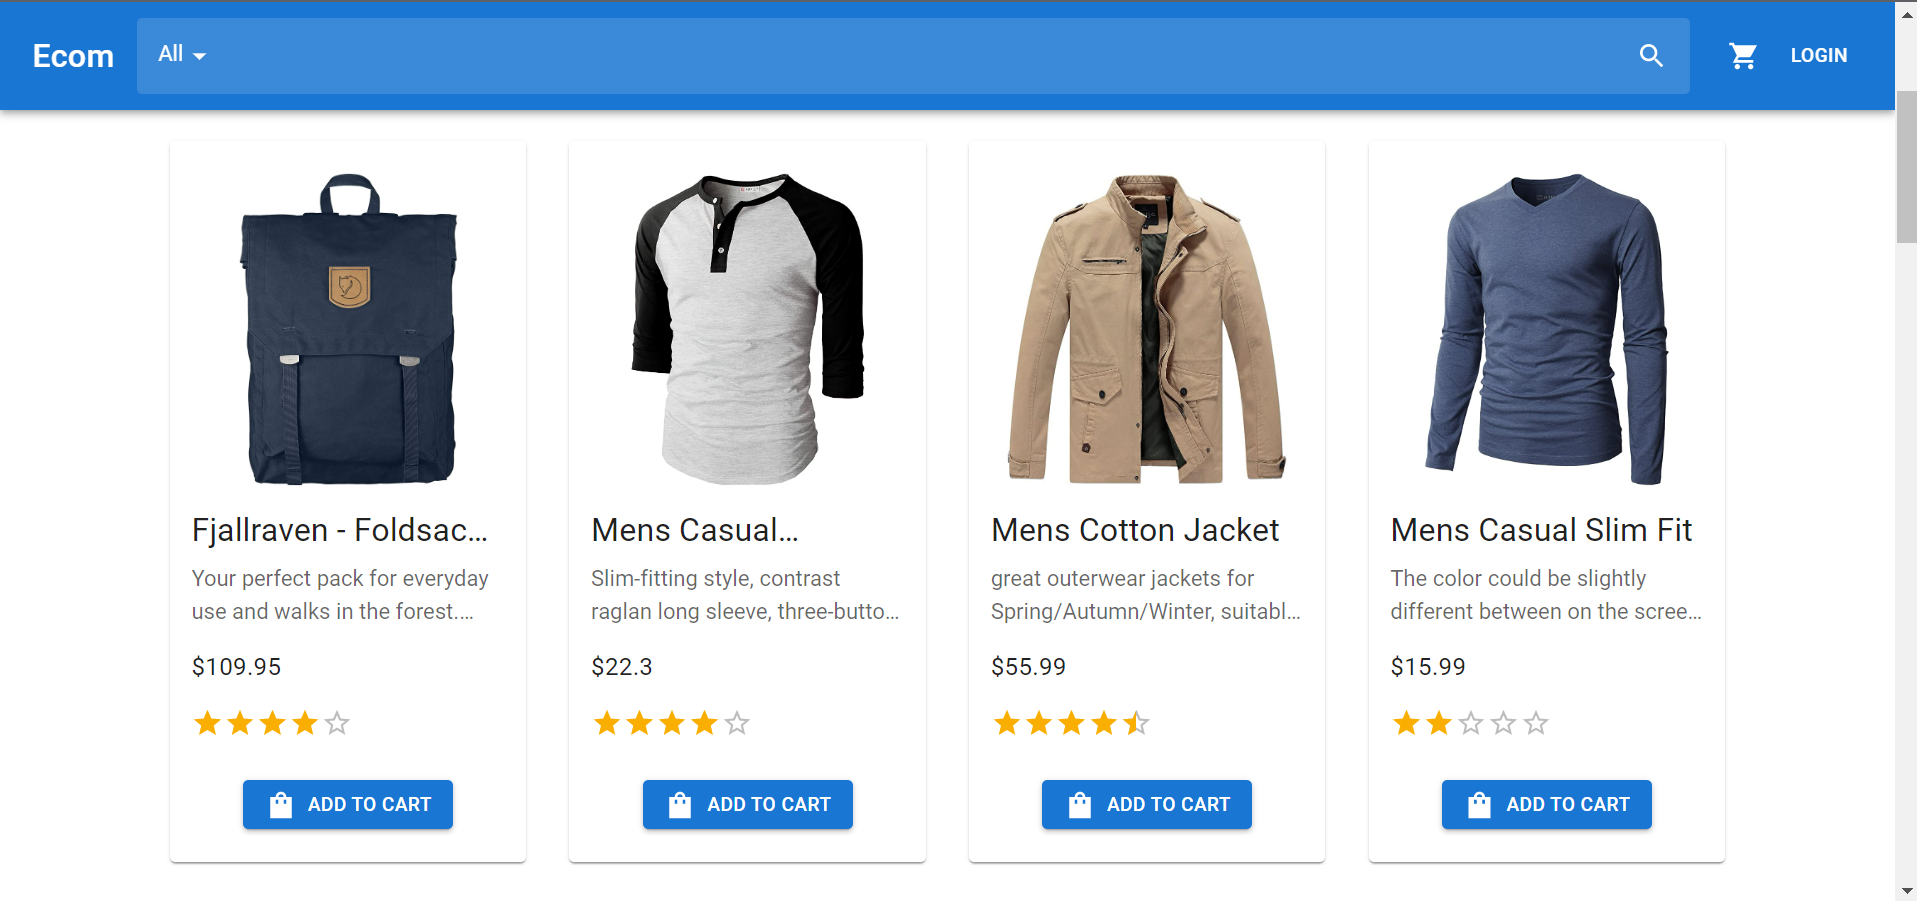 Ecom
All
LOGIN
Fjallraven - Foldsac...
Your perfect pack for everyday
use and walks in the forest....
$109.95
ADD TO CART
Mens Casual...
Slim-fitting style, contrast
raglan long sleeve, three-butto...
$22.3
ADD TO CART
Mens Cotton Jacket
great outerwear jackets for
Spring/Autumn/Winter, suitabl...
$55.99
ADD TO CART
Mens Casual Slim Fit
The color could be slightly
different between on the scree...
$15.99
ADD TO CART